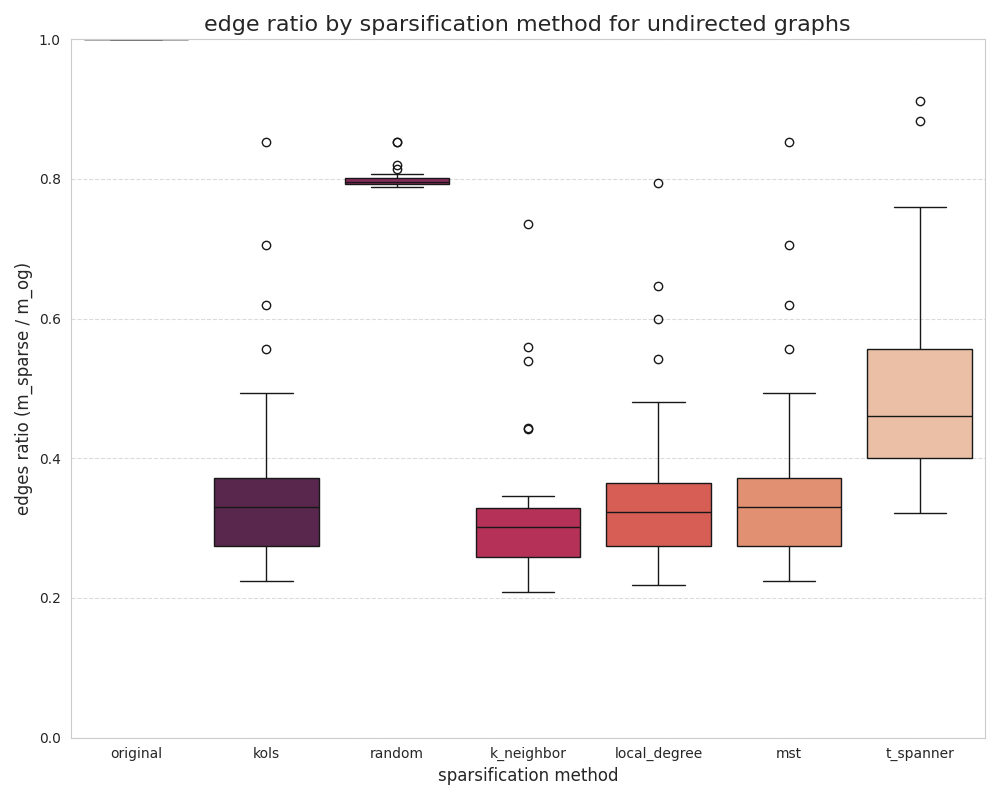 edge ratio by sparsification method for undirected graphs
edges ratio (m_sparse / m_og)
1.0
0.8
0.6
0.4
0.2
0.0
original kols random k_neighbor local_degree mst t_spanner
sparsification method